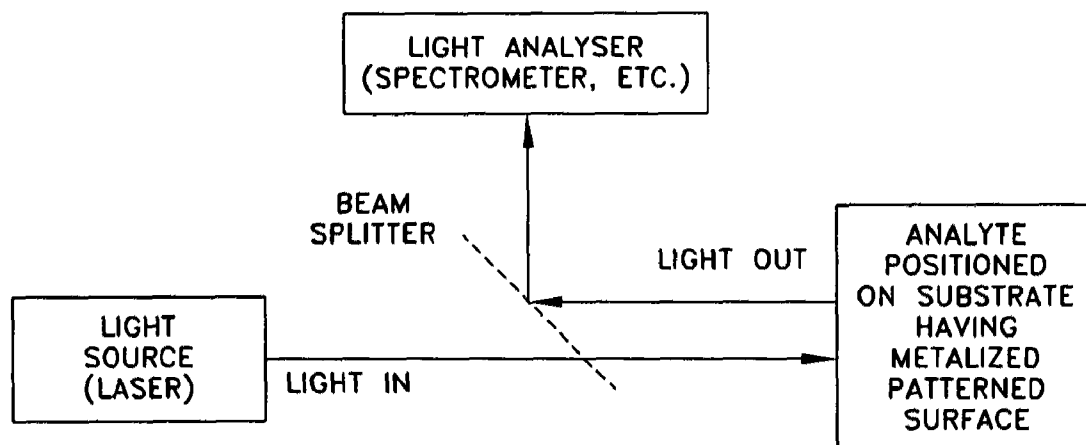 LIGHT ANALYSER
(SPECTROMETER, ETC.)
BEAM
SPLITTER
LIGHT OUT
ANALYTE
POSITIONED
ON SUBSTRATE
HAVING
METALIZED
PATTERNED
SURFACE
LIGHT
SOURCE
(LASER)
LIGHT IN